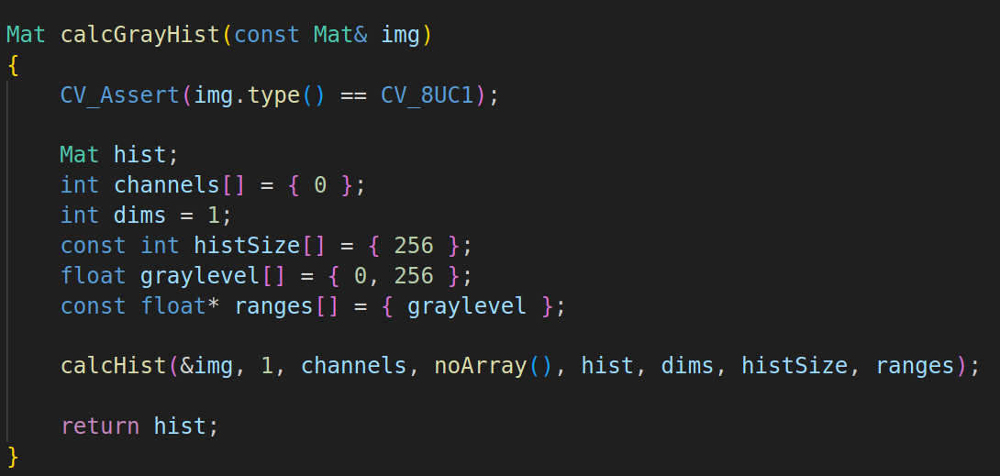 Mat calcGrayHist(const Mat& img)
{
    CV_Assert(img.type() == CV_8UC1);

    Mat hist;
    int channels[] = { 0 };
    int dims = 1;
    const int histSize[] = { 256 };
    float graylevel[] = { 0, 256 };
    const float* ranges[] = { graylevel };

    calcHist(&img, 1, channels, noArray(), hist, dims, histSize, ranges);

    return hist;
}